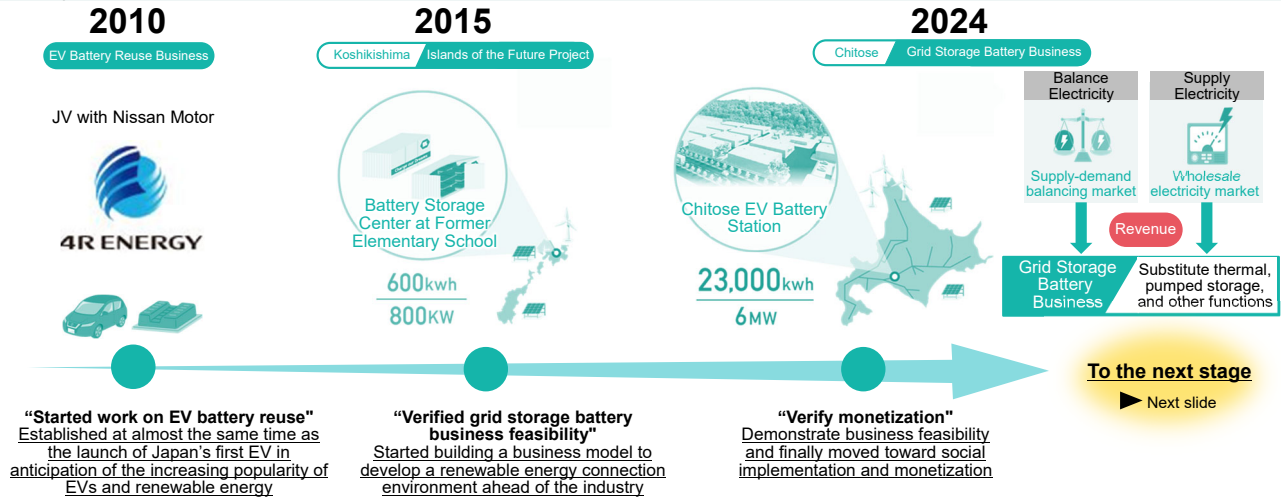 2010
EV Battery Reuse Business
JV with Nissan Motor
4R ENERGY
“Started work on EV battery reuse"
Established at almost the same time as
the launch of Japan’s first EV in
anticipation of the increasing popularity of
EVs and renewable energy
2015
Koshikishima Islands of the Future Project
Battery Storage
Center at Former
Elementary School
600kwh
800KW
“Verified grid storage battery
business feasibility"
Started building a business model to
develop a renewable energy connection
environment ahead of the industry
2024
Chitose Grid Storage Battery Business
Chitose EV Battery
Station
23,000kwh
6MW
“Verify monetization"
Demonstrate business feasibility
and finally moved toward social
implementation and monetization
Balance
Electricity
Supply-demand
balancing market
Supply
Electricity
Wholesale
electricity market
Revenue
Grid Storage
Battery
Business
Substitute thermal,
pumped storage,
and other functions
To the next stage
► Next slide